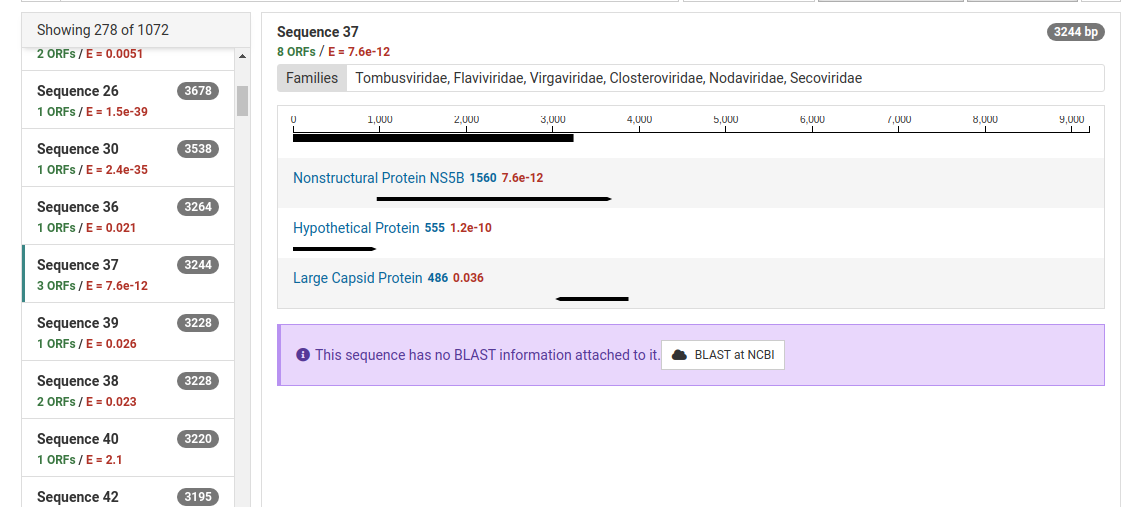 Showing 278 of 1072
2 ORFs / E = 0.0051
Sequence 26 3678
1 ORFs / E = 1.5e-39
Sequence 30 3538
1 ORFs / E = 2.4e-35
Sequence 36 3264
1 ORFs / E = 0.021
Sequence 37 3244
3 ORFs / E = 7.6e-12
Sequence 39 3228
1 ORFs / E = 0.026
Sequence 38 3228
2 ORFs / E = 0.023
Sequence 40 3220
1 ORFs / E = 2.1
Sequence 42 3195
Sequence 37 3244 bp
8 ORFs / E = 7.6e-12
Families Tombusviridae, Flaviviridae, Virgaviridae, Closteroviridae, Nodaviridae, Secoviridae
0 1,000 2,000 3,000 4,000 5,000 6,000 7,000 8,000 9,000
Nonstructural Protein NS5B 1560 7.6e-12
Hypothetical Protein 555 1.2e-10
Large Capsid Protein 486 0.036
This sequence has no BLAST information attached to it. BLAST at NCBI